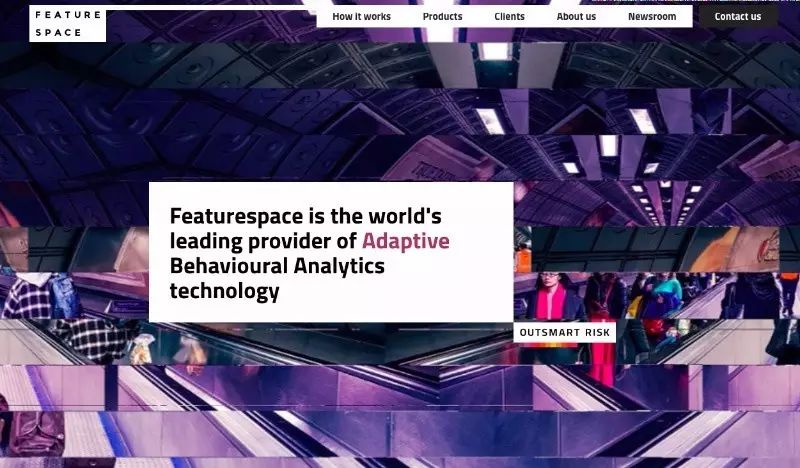 FEATURE
SPACE
How it works Products Clients About us Newsroom Contact us
Featurespace is the world's
leading provider of Adaptive
Behavioural Analytics
technology
OUTSMART RISK